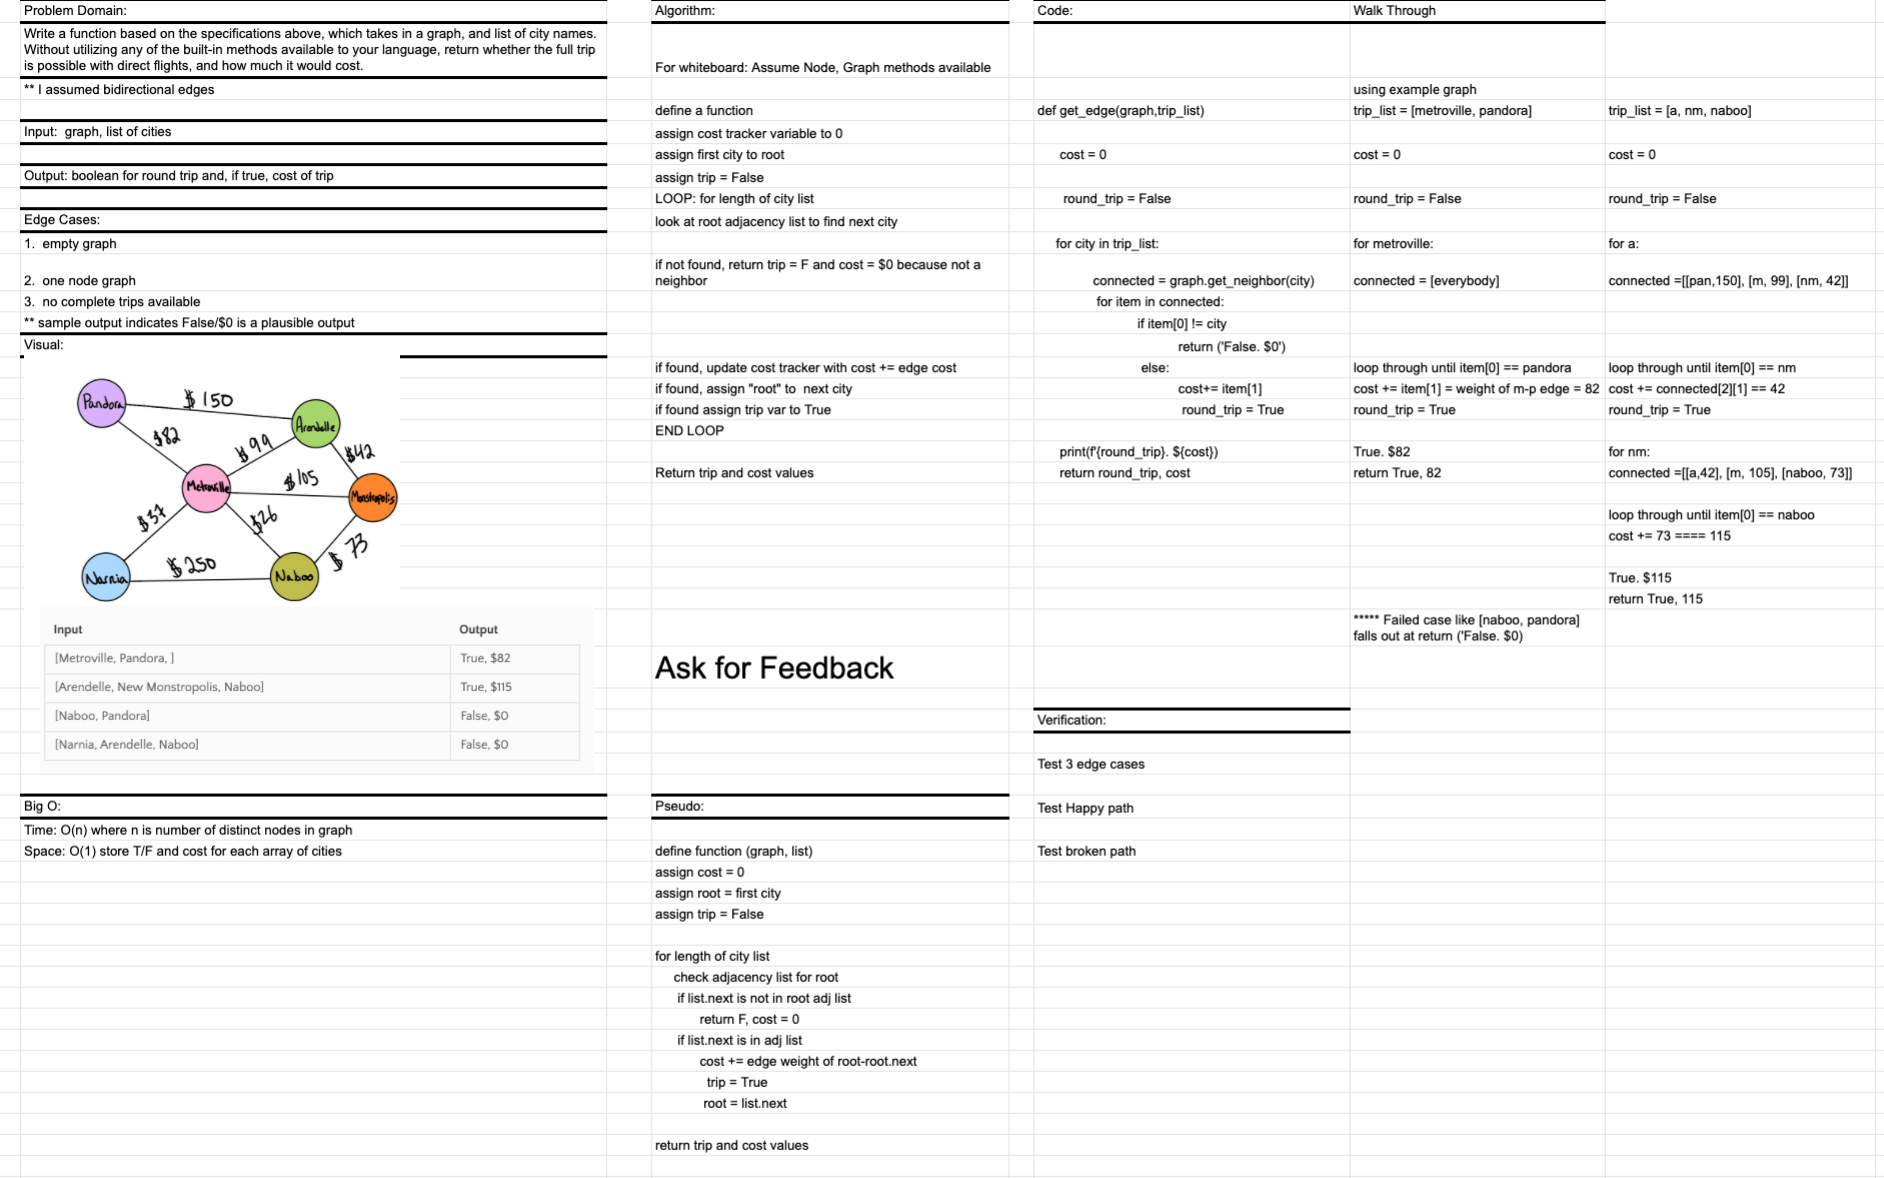 Problem Domain:
Write a function based on the specifications above, which takes in a graph, and list of city names.
Without utilizing any of the built-in methods available to your language, return whether the full trip
is possible with direct flights, and how much it would cost.
** I assumed bidirectional edges
Input:  graph, list of cities
Output: boolean for round trip and, if true, cost of trip
Edge Cases:
1.  empty graph
2.  one node graph
3.  no complete trips available
** sample output indicates False/$0 is a plausible output
Visual:
Pandora
$150
Arendelle
$82
$99
$42
Metroville
$105
Monstropolis
$37
$26
$73
Narnia
$250
Naboo
Input Output
[Metroville, Pandora, ] True, $82
[Arendelle, New Monstropolis, Naboo] True, $115
[Naboo, Pandora] False, $0
[Narnia, Arendelle, Naboo] False, $0
Big O:
Time: O(n) where n is number of distinct nodes in graph
Space: O(1) store T/F and cost for each array of cities
Algorithm:
For whiteboard: Assume Node, Graph methods available
define a function
assign cost tracker variable to 0
assign first city to root
assign trip = False
LOOP: for length of city list
look at root adjacency list to find next city
if not found, return trip = F and cost = $0 because not a
neighbor
if found, update cost tracker with cost += edge cost
if found, assign "root" to  next city
if found assign trip var to True
END LOOP
Return trip and cost values
Ask for Feedback
Pseudo:
define function (graph, list)
assign cost = 0
assign root = first city
assign trip = False
for length of city list
check adjacency list for root
if list.next is not in root adj list
return F, cost = 0
if list.next is in adj list
cost += edge weight of root-root.next
trip = True
root = list.next
return trip and cost values
Code:
def get_edge(graph,trip_list)
cost = 0
round_trip = False
for city in trip_list:
connected = graph.get_neighbor(city)
for item in connected:
if item[0] != city
return ('False. $0')
else:
cost+= item[1]
round_trip = True
print(f'{round_trip}. ${cost})
return round_trip, cost
Verification:
Test 3 edge cases
Test Happy path
Test broken path
Walk Through
using example graph
trip_list = [metroville, pandora]
cost = 0
round_trip = False
for metroville:
connected = [everybody]
loop through until item[0] == pandora
cost += item[1] = weight of m-p edge = 82
round_trip = True
True. $82
return True, 82
***** Failed case like [naboo, pandora]
falls out at return ('False. $0)
trip_list = [a, nm, naboo]
cost = 0
round_trip = False
for a:
connected =[[pan,150], [m, 99], [nm, 42]]
loop through until item[0] == nm
cost += connected[2][1] == 42
round_trip = True
for nm:
connected =[[a,42], [m, 105], [naboo, 73]]
loop through until item[0] == naboo
cost += 73 ==== 115
True. $115
return True, 115